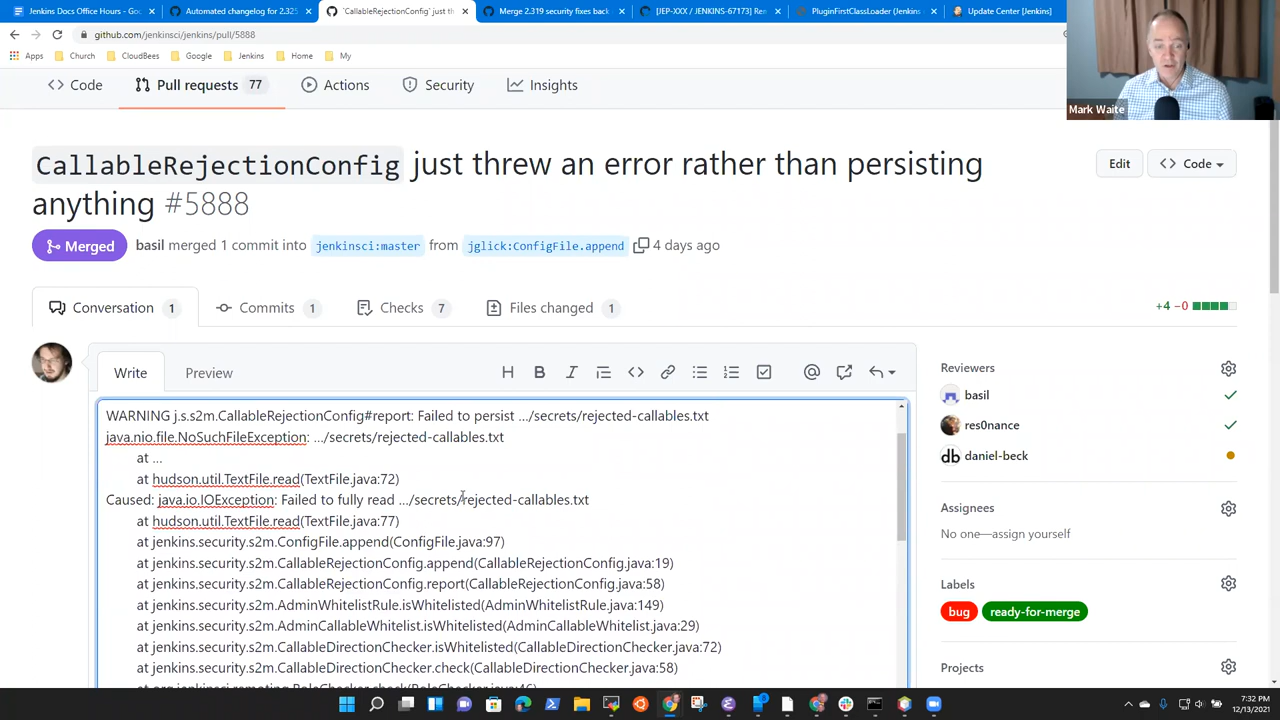 Jenkins Docs Office Hours - Goo
Automated changelog for 2.325
`CallableRejectionConfig` just th
Merge 2.319 security fixes back
[JEP-XXX / JENKINS-67173] Rem
PluginFirstClassLoader (Jenkins
Update Center [Jenkins]
github.com/jenkinsci/jenkins/pull/5888
Apps
Church
CloudBees
Google
Jenkins
Home
My
Mark Waite
Code
Pull requests 77
Actions
Security
Insights
CallableRejectionConfig just threw an error rather than persisting
anything #5888
Edit
Code
Merged
basil merged 1 commit into jenkinsci:master from jglick:ConfigFile.append 4 days ago
Conversation 1
Commits 1
Checks 7
Files changed 1
+4 −0
Write
Preview
WARNING j.s.s2m.CallableRejectionConfig#report: Failed to persist …/secrets/rejected-callables.txt
java.nio.file.NoSuchFileException: …/secrets/rejected-callables.txt
at …
at hudson.util.TextFile.read(TextFile.java:72)
Caused: java.io.IOException: Failed to fully read …/secrets/rejected-callables.txt
at hudson.util.TextFile.read(TextFile.java:77)
at jenkins.security.s2m.ConfigFile.append(ConfigFile.java:97)
at jenkins.security.s2m.CallableRejectionConfig.append(CallableRejectionConfig.java:19)
at jenkins.security.s2m.CallableRejectionConfig.report(CallableRejectionConfig.java:58)
at jenkins.security.s2m.AdminWhitelistRule.isWhitelisted(AdminWhitelistRule.java:149)
at jenkins.security.s2m.AdminCallableWhitelist.isWhitelisted(AdminCallableWhitelist.java:29)
at jenkins.security.s2m.CallableDirectionChecker.isWhitelisted(CallableDirectionChecker.java:72)
at jenkins.security.s2m.CallableDirectionChecker.check(CallableDirectionChecker.java:58)
at org.jenkinsci.remoting.RoleChecker.check(RoleChecker.java:46)
Reviewers
basil
res0nance
daniel-beck
Assignees
No one—assign yourself
Labels
bug
ready-for-merge
Projects
7:32 PM
12/13/2021